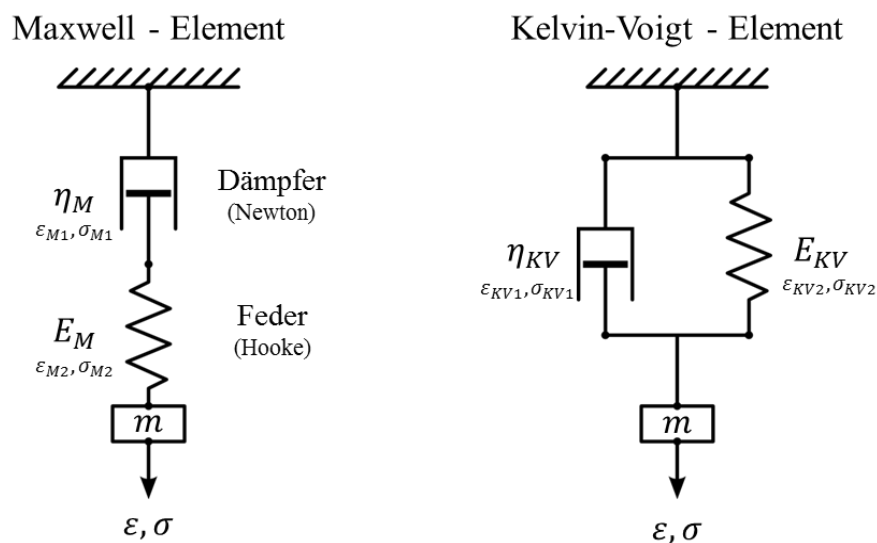 Maxwell - Element
η_M
ε_M1, σ_M1
Dämpfer
(Newton)
E_M
ε_M2, σ_M2
Feder
(Hooke)
m
ε, σ
Kelvin-Voigt - Element
η_KV
ε_KV1, σ_KV1
E_KV
ε_KV2, σ_KV2
m
ε, σ